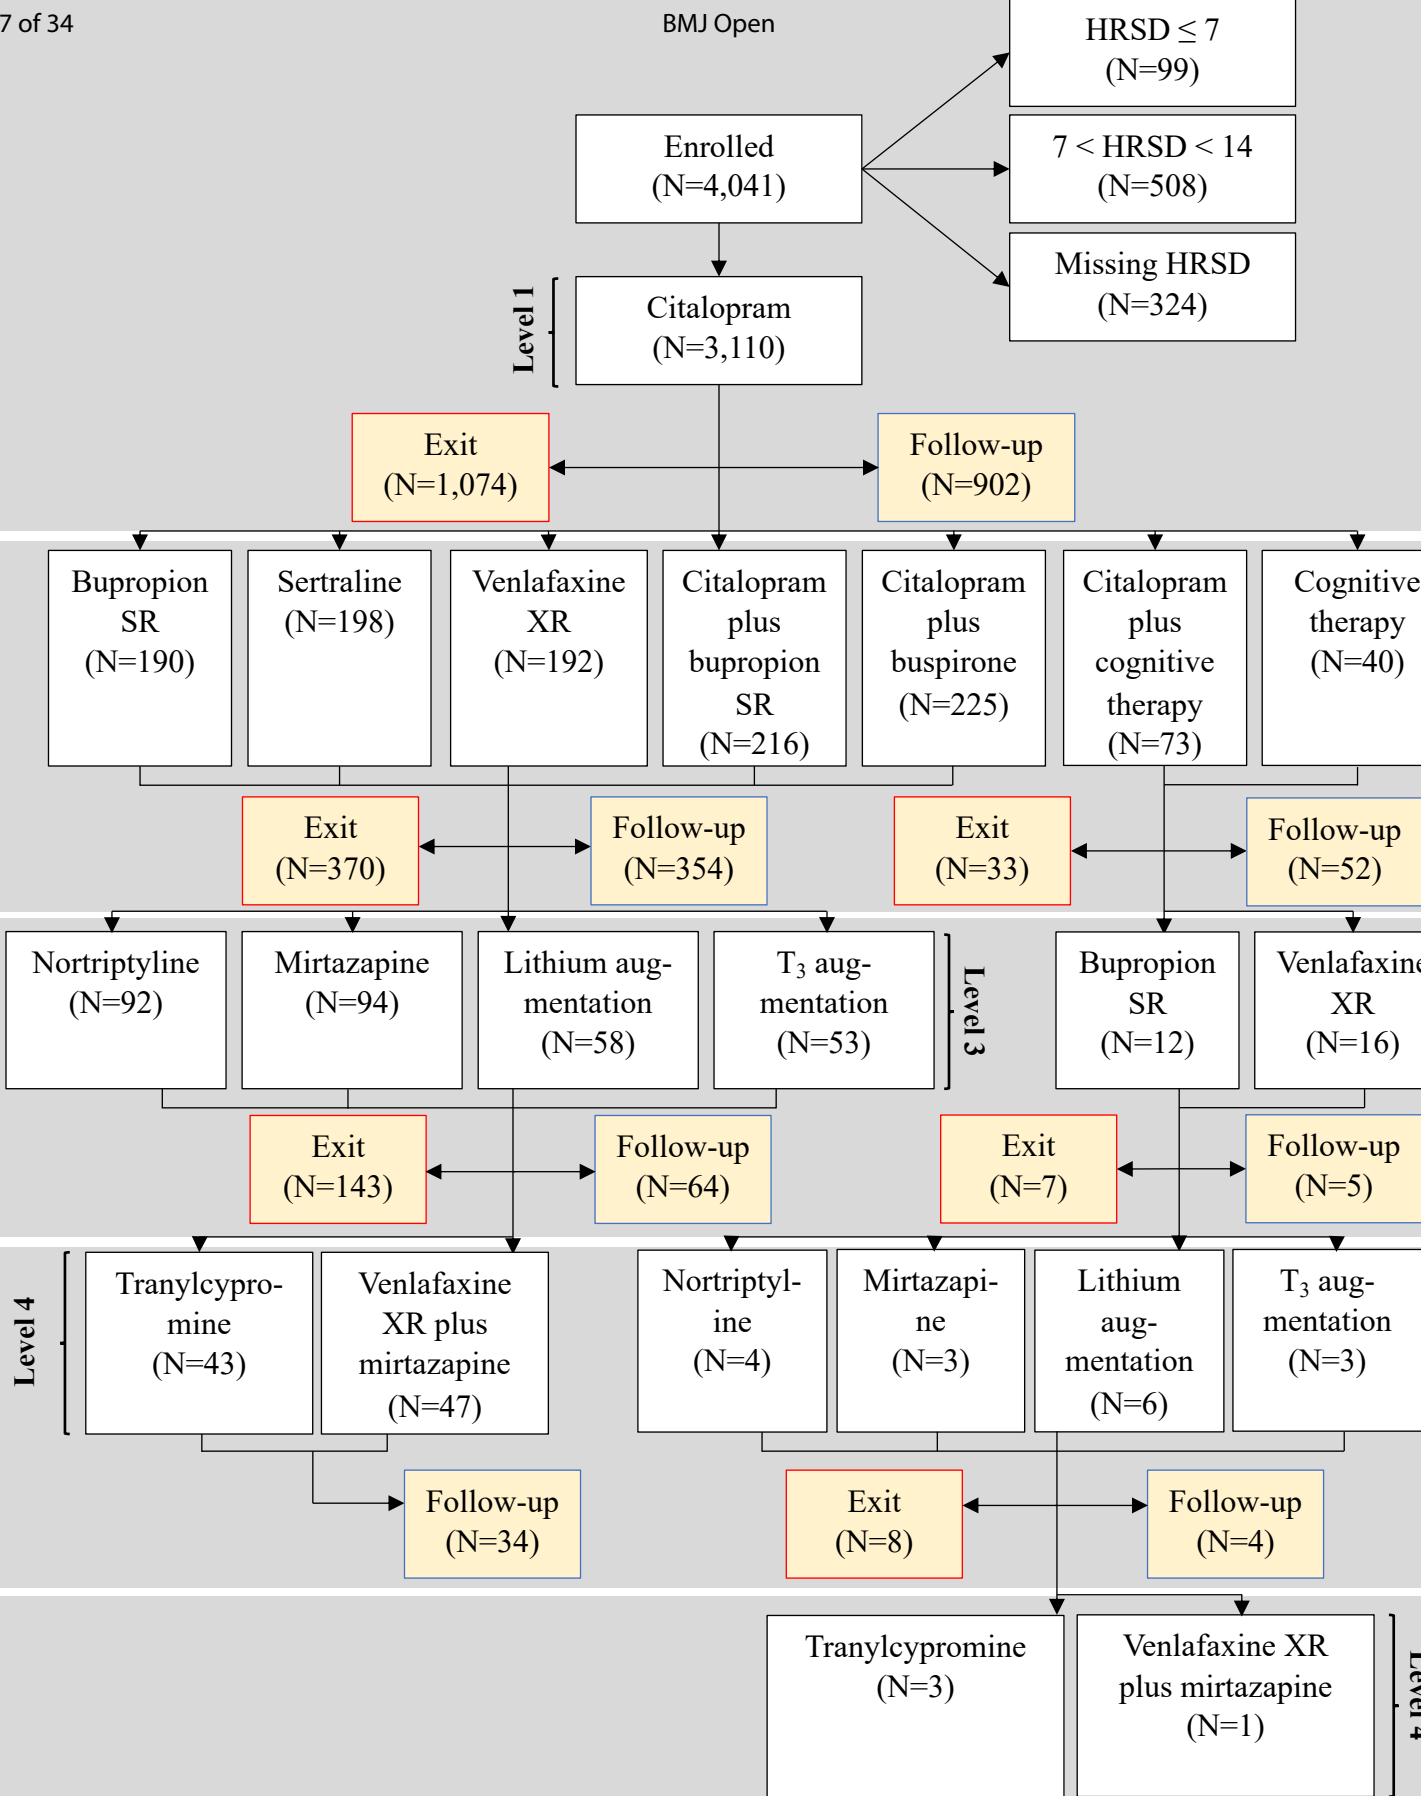 7 of 34
BMJ Open
HRSD ≤ 7
(N=99)
Enrolled
(N=4,041)
7 < HRSD < 14
(N=508)
Missing HRSD
(N=324)
Level 1
Citalopram
(N=3,110)
Exit
(N=1,074)
Follow-up
(N=902)
Bupropion
SR
(N=190)
Sertraline
(N=198)
Venlafaxine
XR
(N=192)
Citalopram
plus
bupropion
SR
(N=216)
Citalopram
plus
buspirone
(N=225)
Citalopram
plus
cognitive
therapy
(N=73)
Cognitive
therapy
(N=40)
Exit
(N=370)
Follow-up
(N=354)
Exit
(N=33)
Follow-up
(N=52)
Nortriptyline
(N=92)
Mirtazapine
(N=94)
Lithium aug-
mentation
(N=58)
T₃ aug-
mentation
(N=53)
Level 3
Bupropion
SR
(N=12)
Venlafaxine
XR
(N=16)
Exit
(N=143)
Follow-up
(N=64)
Exit
(N=7)
Follow-up
(N=5)
Level 4
Tranylcypro-
mine
(N=43)
Venlafaxine
XR plus
mirtazapine
(N=47)
Nortriptyl-
ine
(N=4)
Mirtazapi-
ne
(N=3)
Lithium
aug-
mentation
(N=6)
T₃ aug-
mentation
(N=3)
Follow-up
(N=34)
Exit
(N=8)
Follow-up
(N=4)
Tranylcypromine
(N=3)
Venlafaxine XR
plus mirtazapine
(N=1)
Level 4